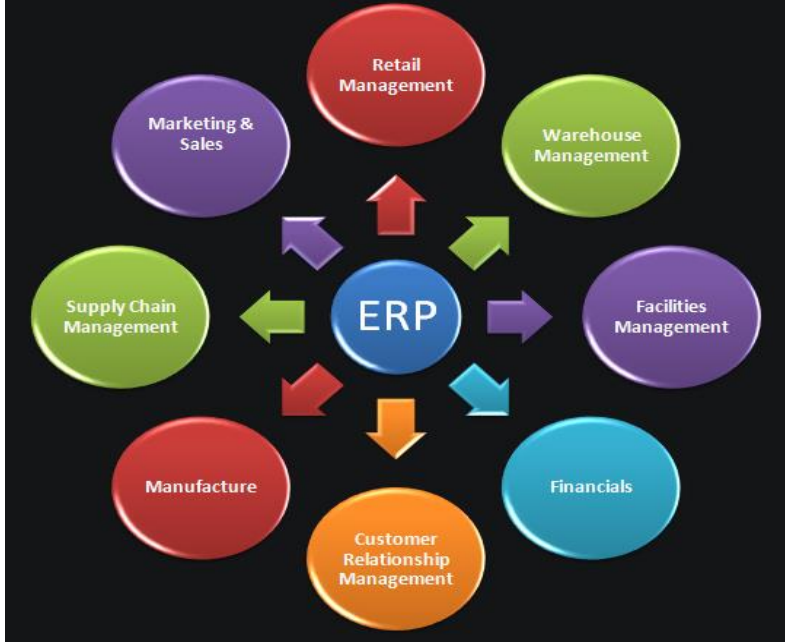 Retail
Management
Marketing &
Sales
Warehouse
Management
Supply Chain
Management
ERP
Facilities
Management
Manufacture
Financials
Customer
Relationship
Management